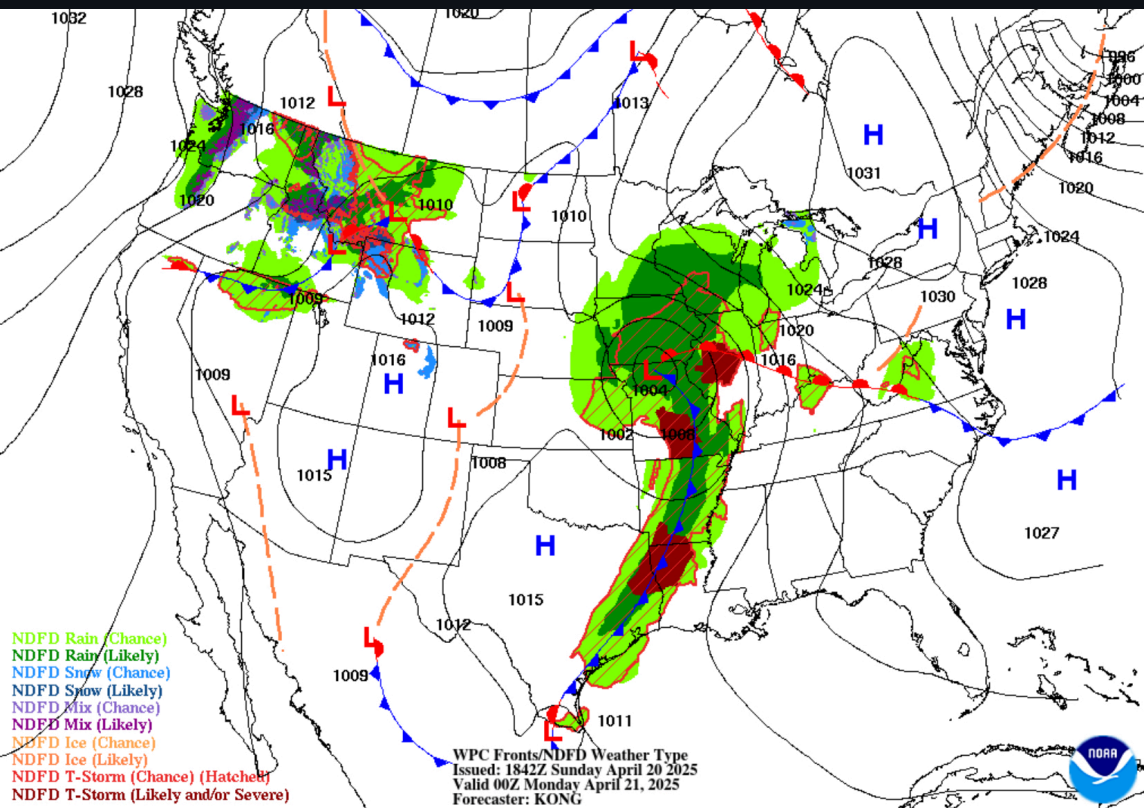 1032
1020
996
1000
1028
1012
1013
1004
1016
1008
1012
1024
H
1016
1031
1020
1020
1010
1010
H
1024
1028
1028
1009
1024
1030
1012
1009
1020
H
1016
1016
1009
H
1004
1002
1008
H
1015
1008
H
H
1027
1015
1012
1009
1011
L
L
L
L
L
L
L
L
L
L
L
NDFD Rain (Chance)
NDFD Rain (Likely)
NDFD Snow (Chance)
NDFD Snow (Likely)
NDFD Mix (Chance)
NDFD Mix (Likely)
NDFD Ice (Chance)
NDFD Ice (Likely)
NDFD T-Storm (Chance) (Hatched)
NDFD T-Storm (Likely and/or Severe)
WPC Fronts/NDFD Weather Type
Issued: 1842Z Sunday April 20 2025
Valid 00Z Monday April 21, 2025
Forecaster: KONG
NOAA